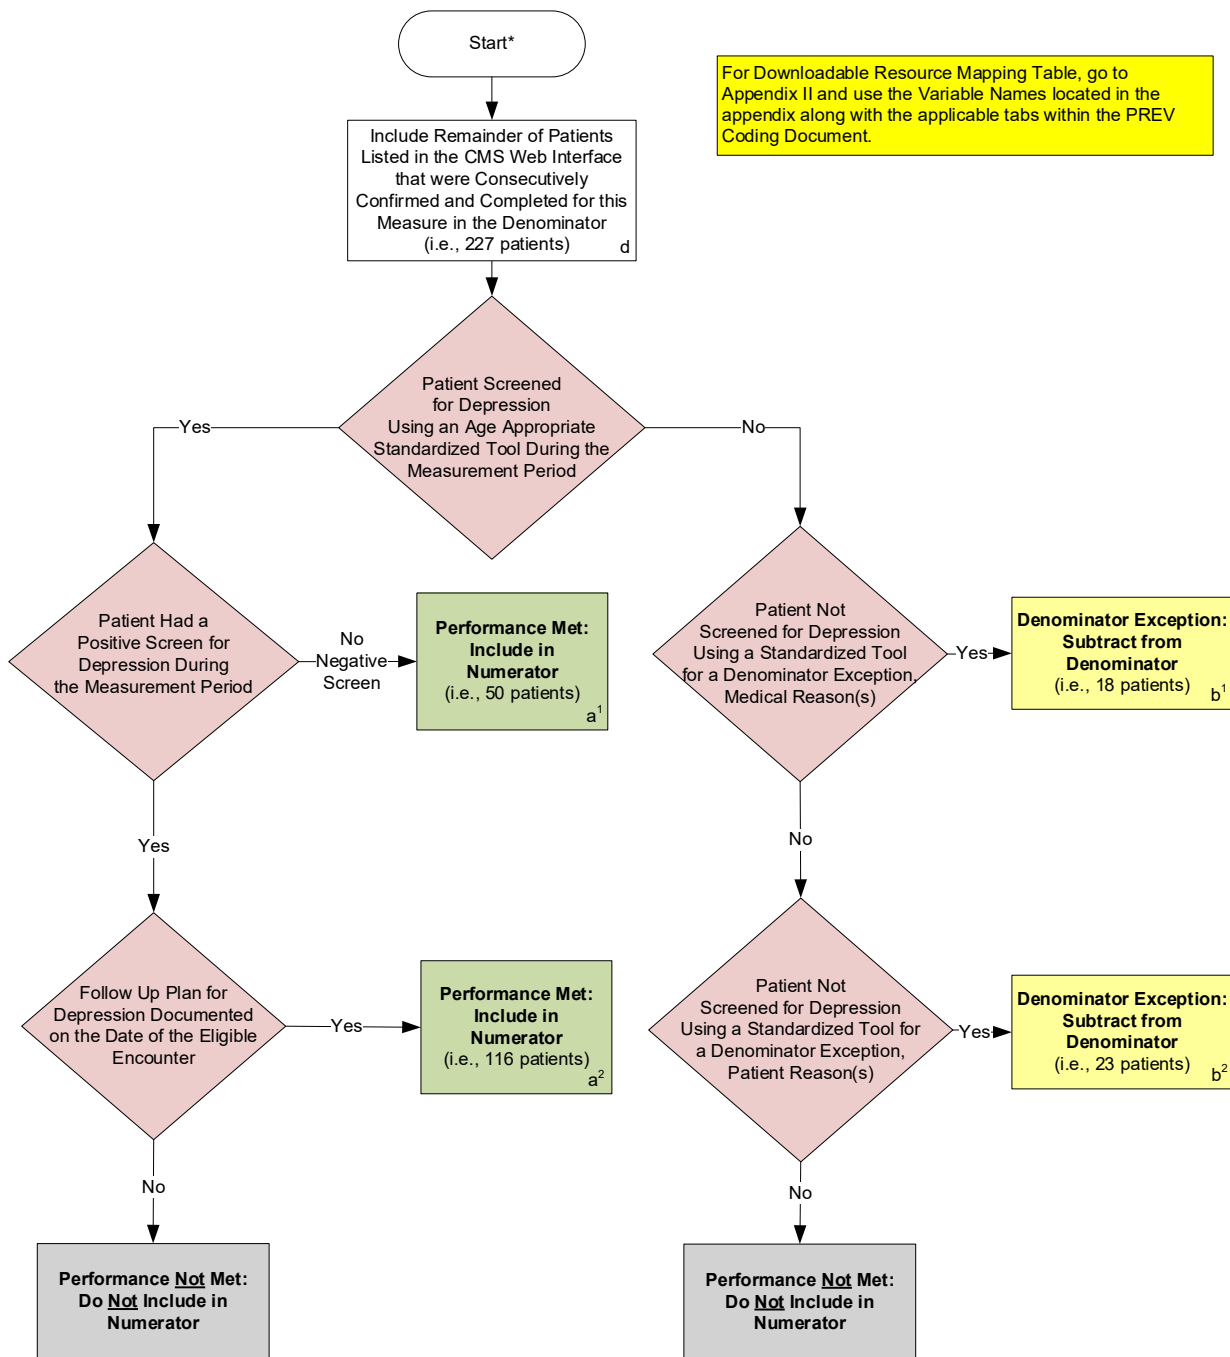 Start*
For Downloadable Resource Mapping Table, go to
Appendix II and use the Variable Names located in the
appendix along with the applicable tabs within the PREV
Coding Document.
Include Remainder of Patients
Listed in the CMS Web Interface
that were Consecutively
Confirmed and Completed for this
Measure in the Denominator
(i.e., 227 patients)
d
Patient Screened
for Depression
Using an Age Appropriate
Standardized Tool During the
Measurement Period
Yes
No
Patient Had a
Positive Screen for
Depression During
the Measurement Period
No
Negative
Screen
Performance Met:
Include in
Numerator
(i.e., 50 patients)
a¹
Patient Not
Screened for Depression
Using a Standardized Tool
for a Denominator Exception,
Medical Reason(s)
Yes
Denominator Exception:
Subtract from
Denominator
(i.e., 18 patients)
b¹
Yes
No
Follow Up Plan for
Depression Documented
on the Date of the Eligible
Encounter
Yes
Performance Met:
Include in
Numerator
(i.e., 116 patients)
a²
Patient Not
Screened for Depression
Using a Standardized Tool for
a Denominator Exception,
Patient Reason(s)
Yes
Denominator Exception:
Subtract from
Denominator
(i.e., 23 patients)
b²
No
No
Performance Not Met:
Do Not Include in
Numerator
Performance Not Met:
Do Not Include in
Numerator